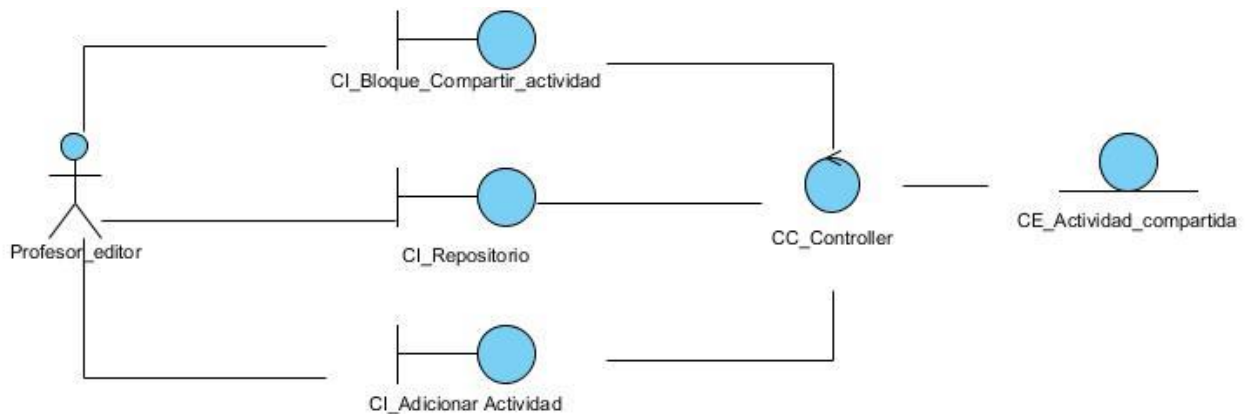 CI_Bloque_Compartir_actividad
Profesor_editor
CI_Repositorio
CC_Controller
CE_Actividad_compartida
CI_Adicionar Actividad